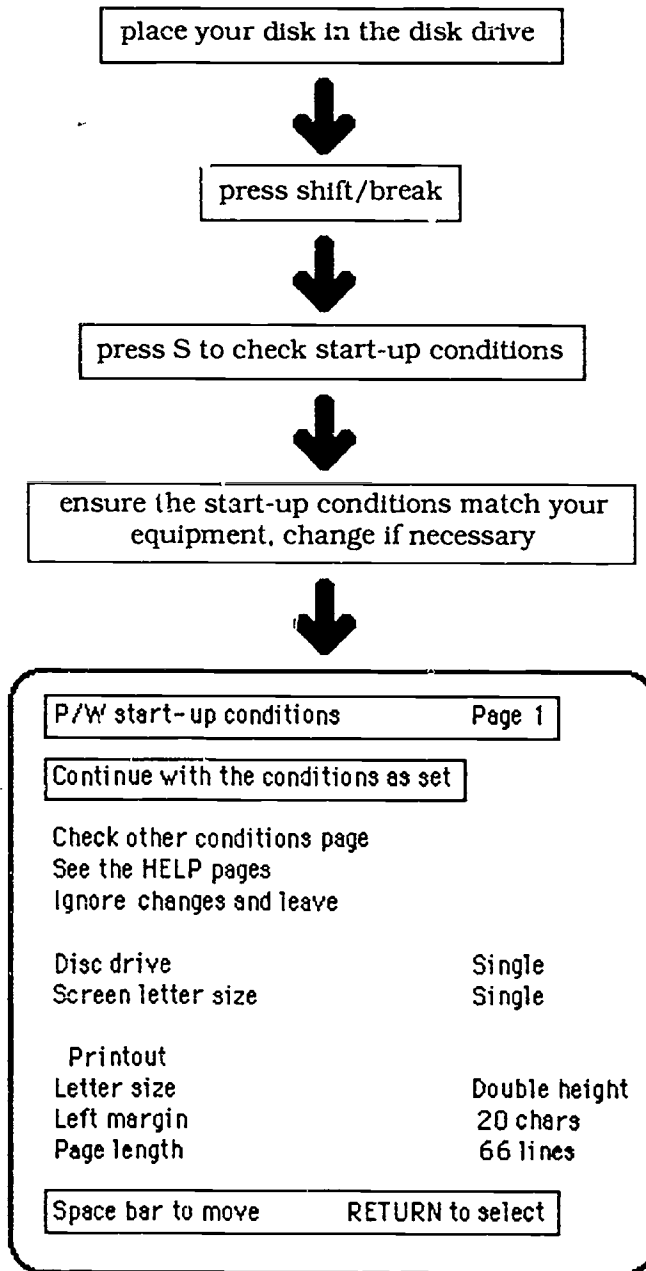 place your disk in the disk drive
press shift/break
press S to check start-up conditions
ensure the start-up conditions match your
equipment, change if necessary
P/W start-up conditions Page 1
Continue with the conditions as set
Check other conditions page
See the HELP pages
Ignore changes and leave
Disc drive Single
Screen letter size Single
Printout
Letter size Double height
Left margin 20 chars
Page length 66 lines
Space bar to move RETURN to select